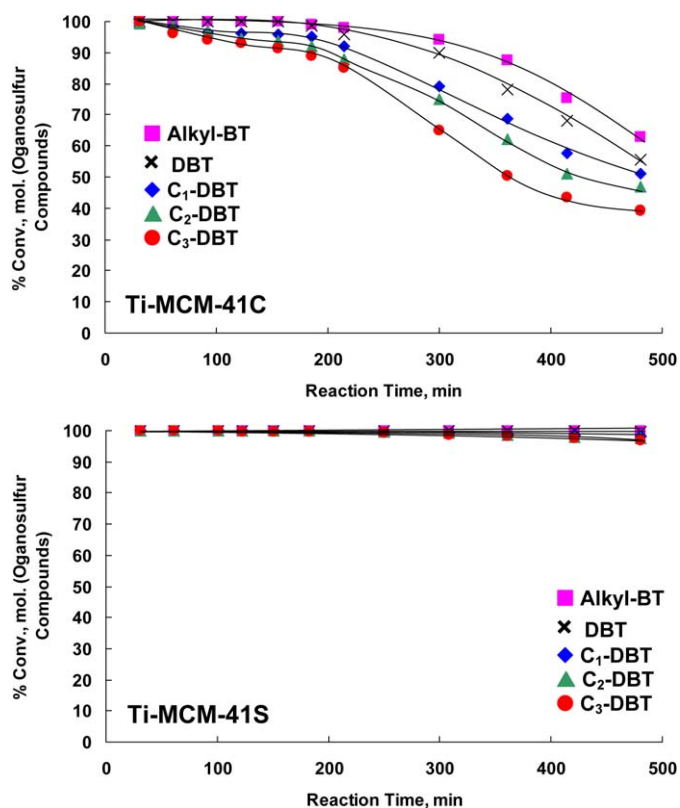 % Conv., mol. (Oganosulfur
Compounds)
100
90
80
70
60
50
40
30
20
10
0
Alkyl-BT
DBT
C₁-DBT
C₂-DBT
C₃-DBT
Ti-MCM-41C
0 100 200 300 400 500
Reaction Time, min
% Conv., mol. (Oganosulfur
Compounds)
100
90
80
70
60
50
40
30
20
10
0
Alkyl-BT
DBT
C₁-DBT
C₂-DBT
C₃-DBT
Ti-MCM-41S
0 100 200 300 400 500
Reaction Time, min